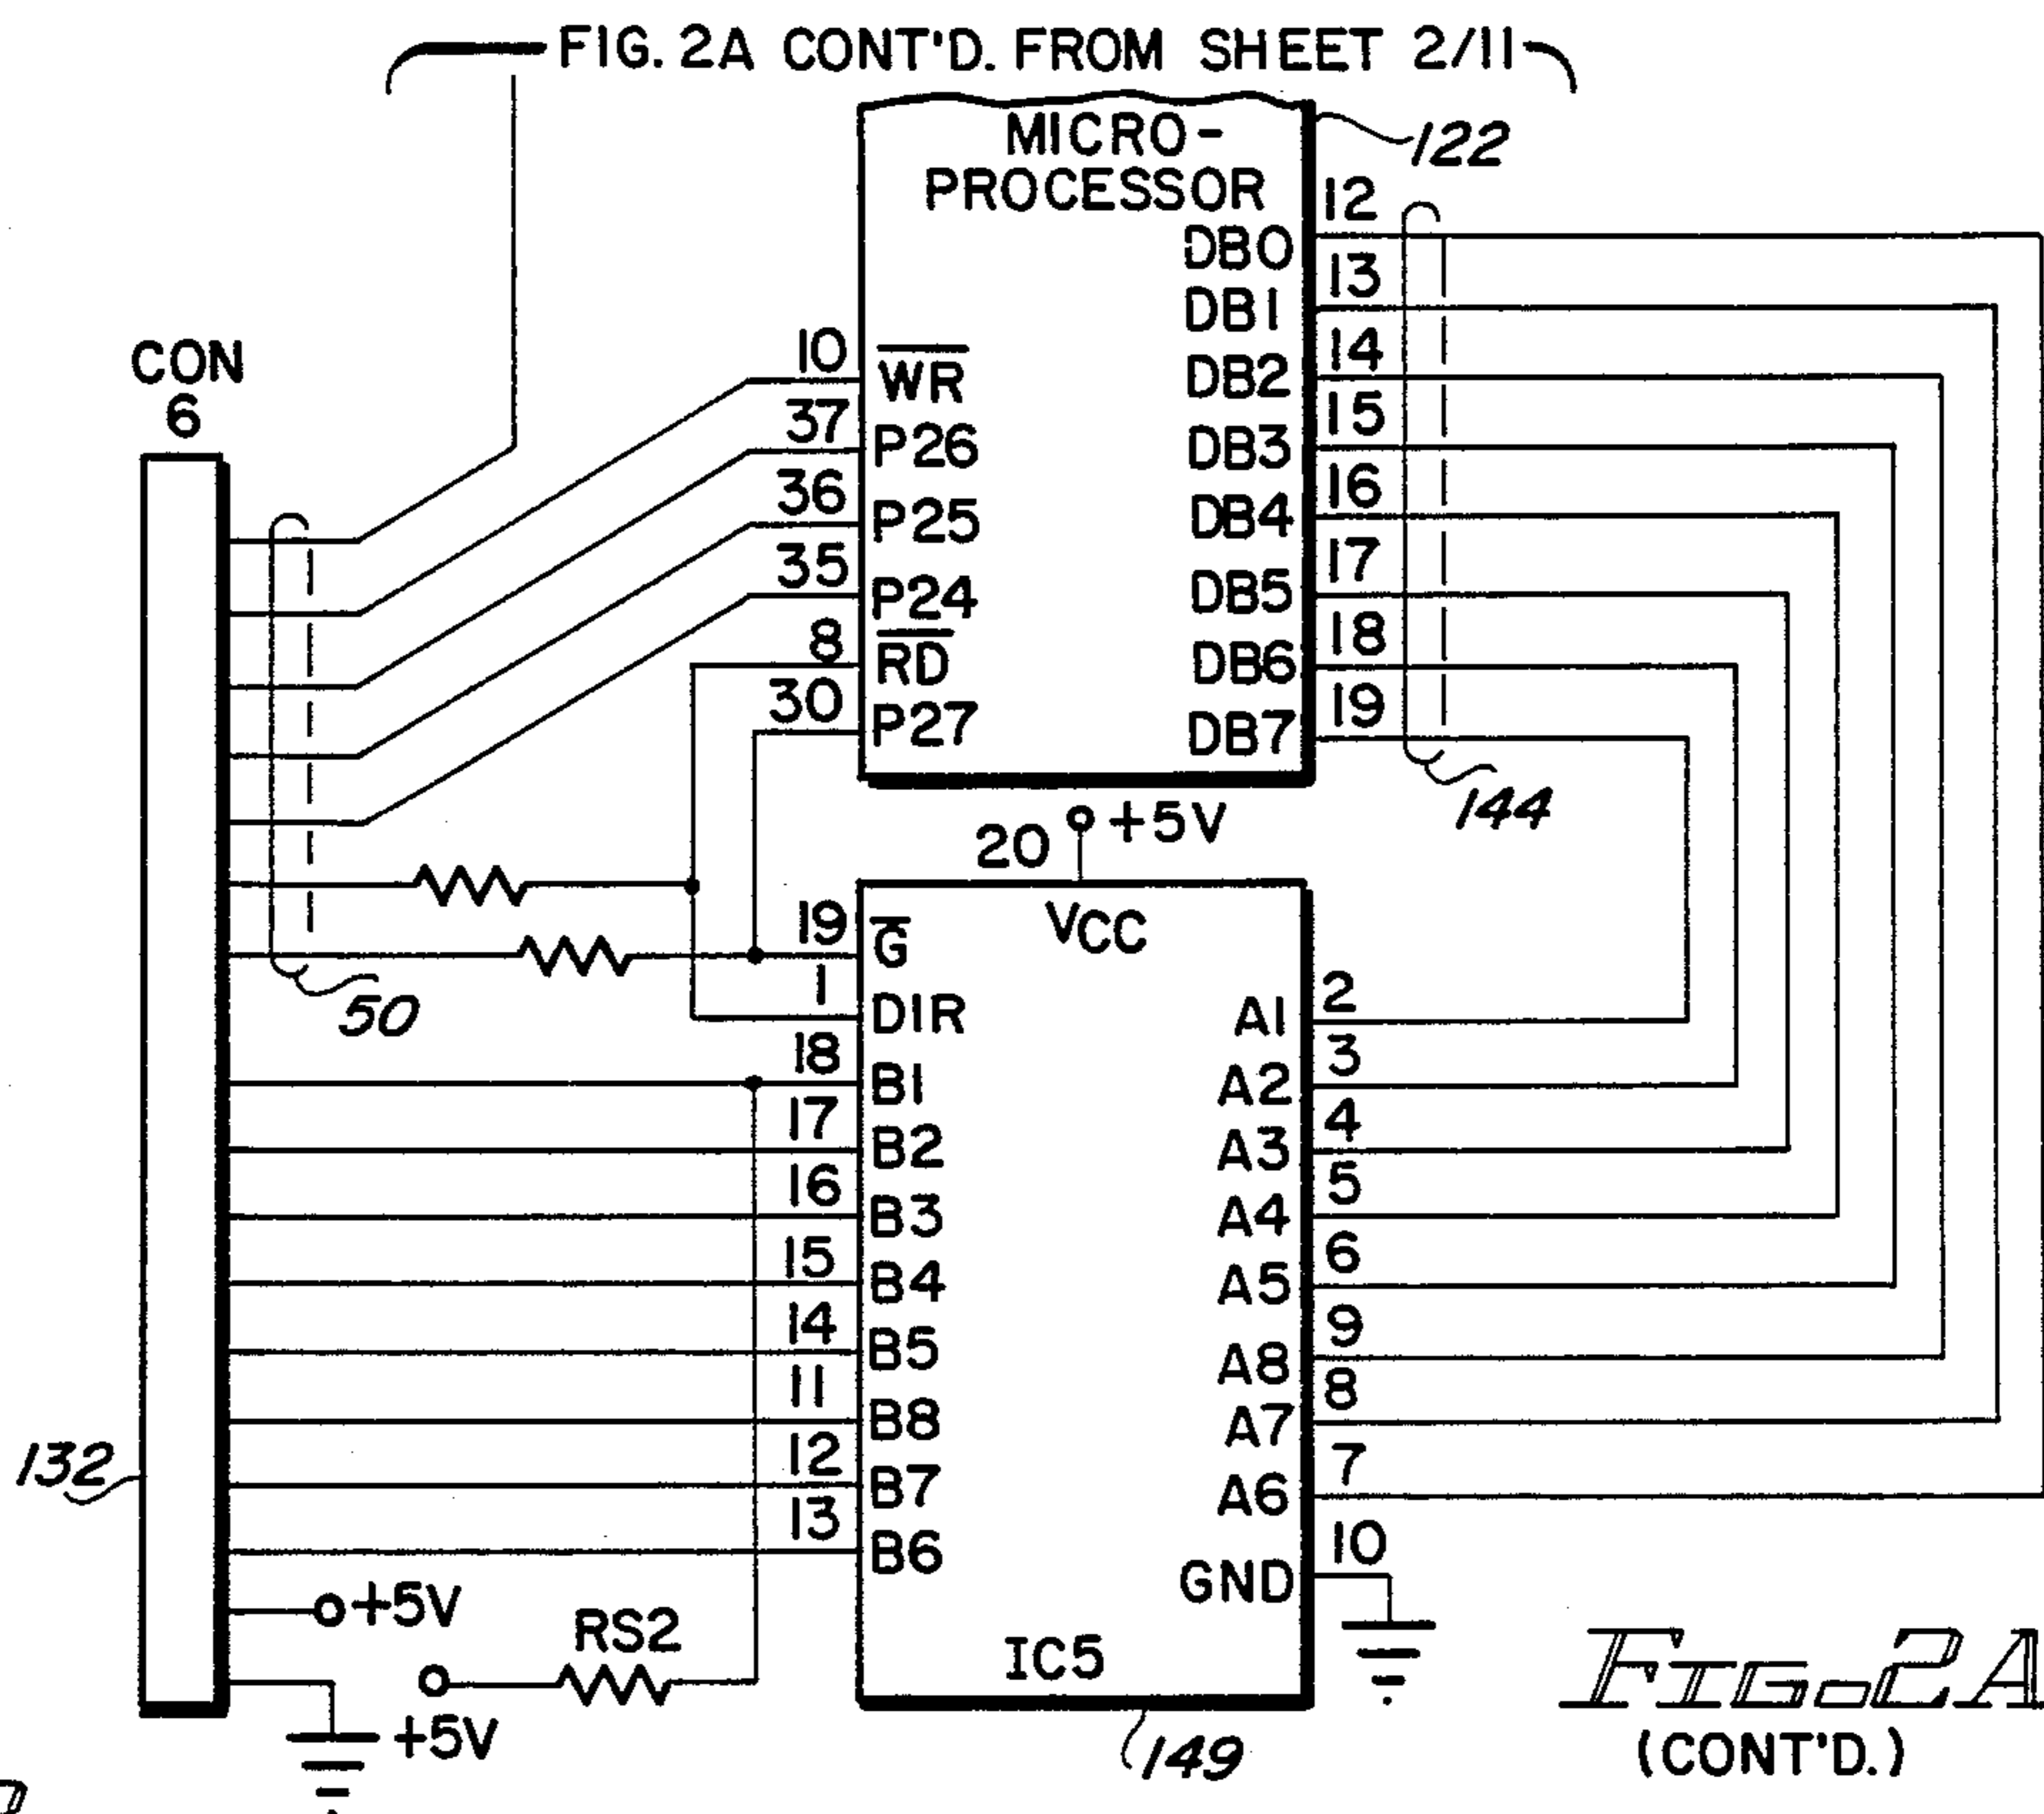 FIG. 2A CONT'D. FROM SHEET 2/11
MICRO-
PROCESSOR
122
CON
6
10 WR
37 P26
36 P25
35 P24
8 RD
30 P27
DB0 12
DB1 13
DB2 14
DB3 15
DB4 16
DB5 17
DB6 18
DB7 19
144
20 +5V
VCC
50
19 G
1 DIR
18 B1
17 B2
16 B3
15 B4
14 B5
11 B8
12 B7
13 B6
A1 2
A2 3
A3 4
A4 5
A5 6
A8 9
A7 8
A6 7
GND 10
132
+5V
RS2
+5V
IC5
149
FIG. 2A
(CONT'D.)